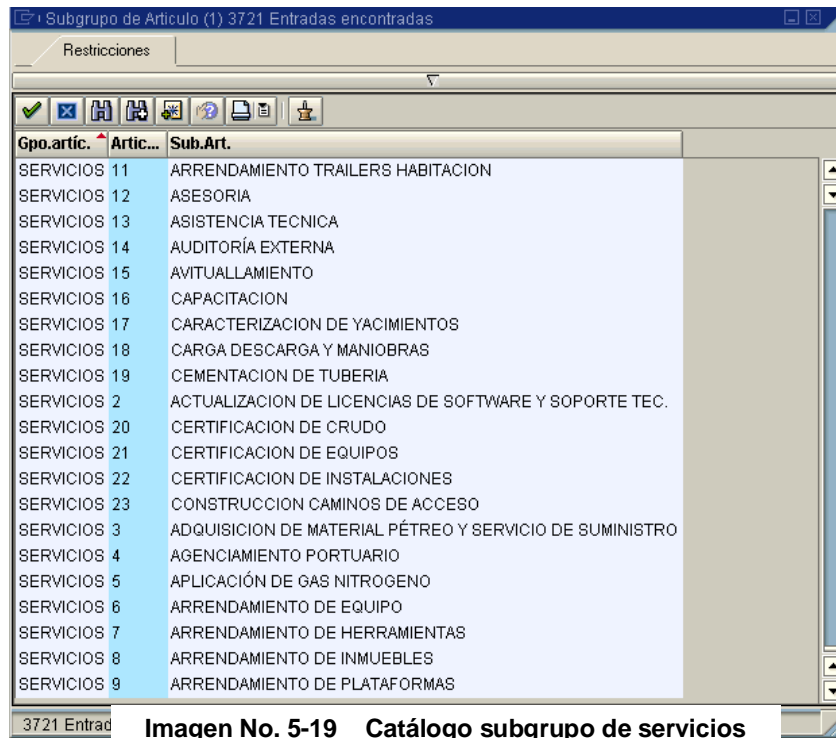 Subgrupo de Articulo (1) 3721 Entradas encontradas
Restricciones
Gpo.artíc. Artic... Sub.Art.
SERVICIOS 11 ARRENDAMIENTO TRAILERS HABITACION
SERVICIOS 12 ASESORIA
SERVICIOS 13 ASISTENCIA TECNICA
SERVICIOS 14 AUDITORÍA EXTERNA
SERVICIOS 15 AVITUALLAMIENTO
SERVICIOS 16 CAPACITACION
SERVICIOS 17 CARACTERIZACION DE YACIMIENTOS
SERVICIOS 18 CARGA DESCARGA Y MANIOBRAS
SERVICIOS 19 CEMENTACION DE TUBERIA
SERVICIOS 2 ACTUALIZACION DE LICENCIAS DE SOFTWARE Y SOPORTE TEC.
SERVICIOS 20 CERTIFICACION DE CRUDO
SERVICIOS 21 CERTIFICACION DE EQUIPOS
SERVICIOS 22 CERTIFICACION DE INSTALACIONES
SERVICIOS 23 CONSTRUCCION CAMINOS DE ACCESO
SERVICIOS 3 ADQUISICION DE MATERIAL PÉTREO Y SERVICIO DE SUMINISTRO
SERVICIOS 4 AGENCIAMIENTO PORTUARIO
SERVICIOS 5 APLICACIÓN DE GAS NITROGENO
SERVICIOS 6 ARRENDAMIENTO DE EQUIPO
SERVICIOS 7 ARRENDAMIENTO DE HERRAMIENTAS
SERVICIOS 8 ARRENDAMIENTO DE INMUEBLES
SERVICIOS 9 ARRENDAMIENTO DE PLATAFORMAS
3721 Entrad
Imagen No. 5-19 Catálogo subgrupo de servicios